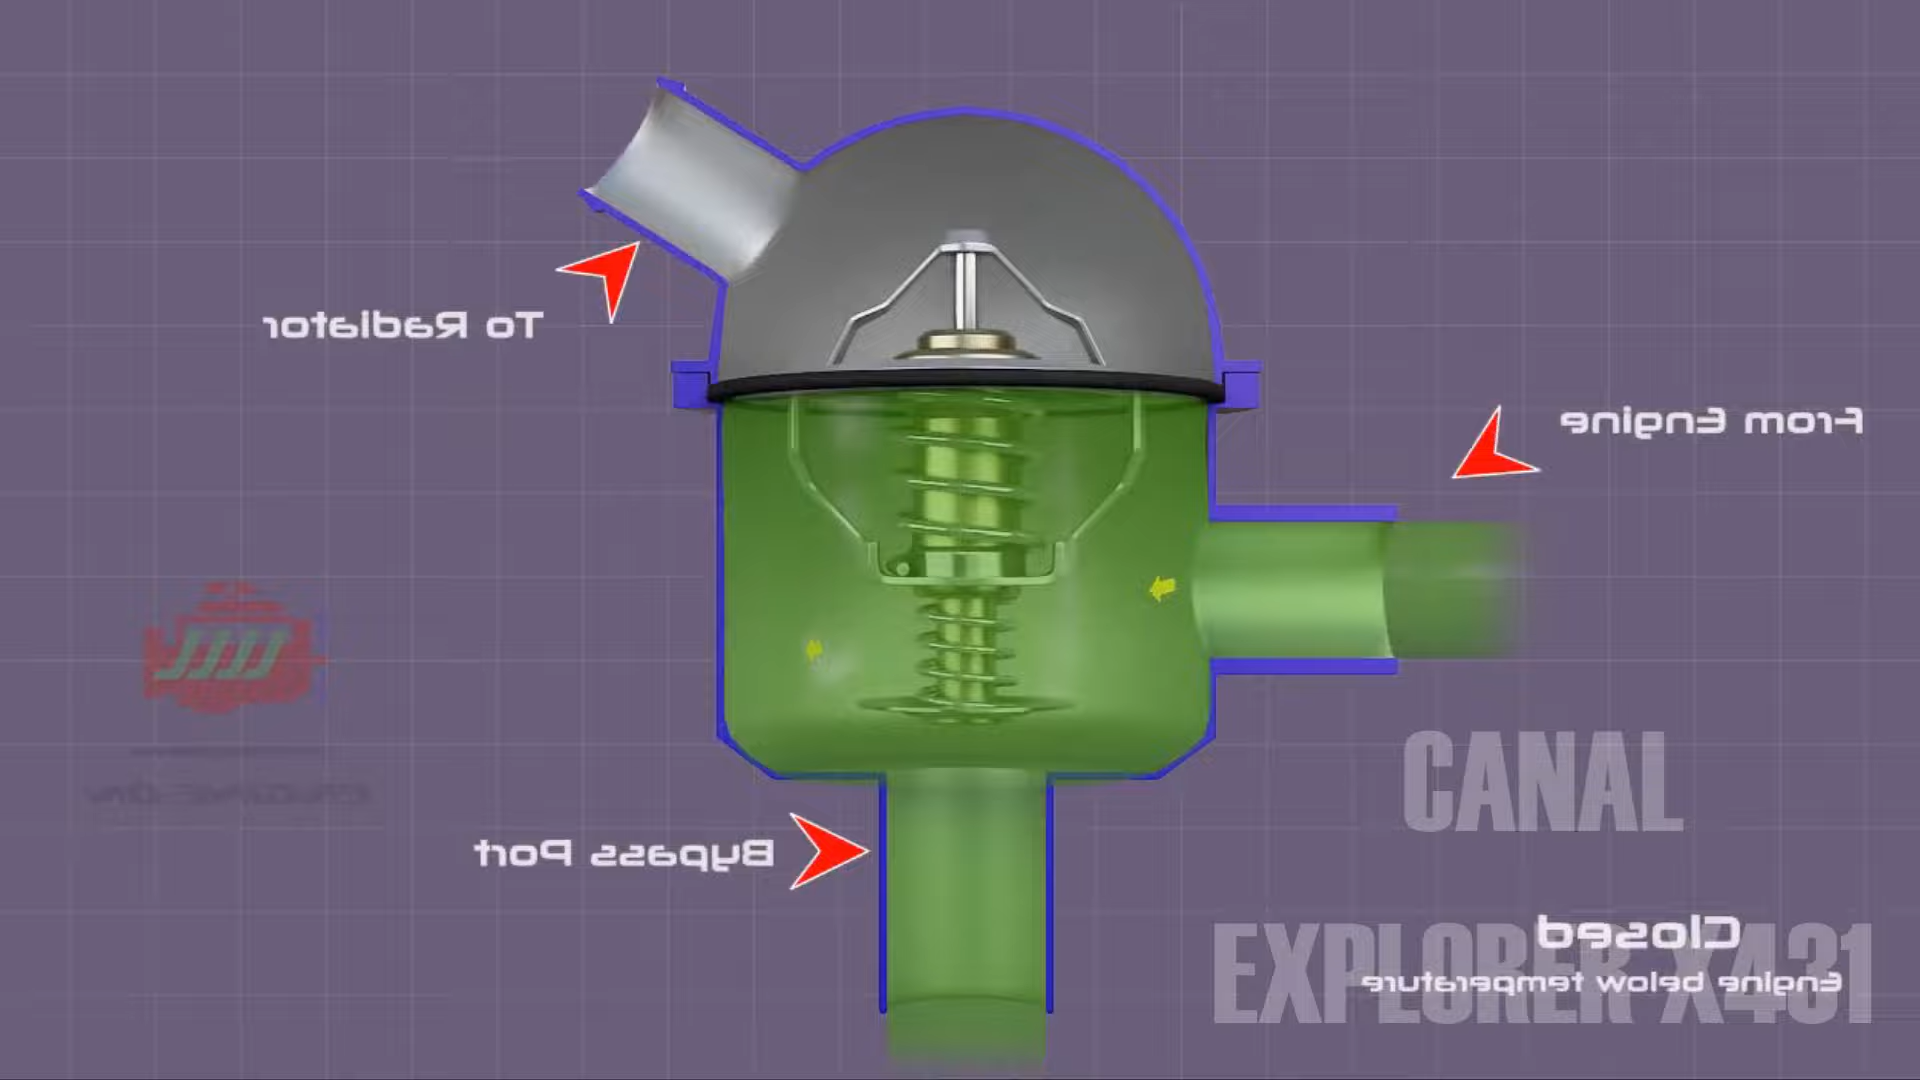 To Radiator
From Engine
CANAL
Bypass Port
EXPLORER X431
Closed
Engine below temperature